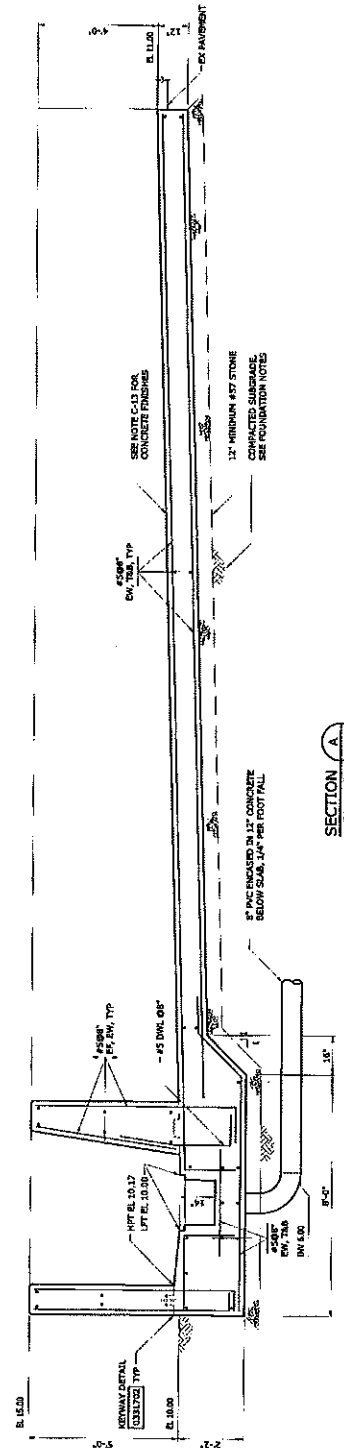 EL 15.00
5'-0"
EL 10.00
2'-2"
KEYWAY DETAIL
0331702 TYP
HPT EL 10.17
LPT EL 10.00
#5@8"
EF, EW, TYP
#5 DWL @8"
#5@8"
EW, T&B
INV 6.00
8'-0"
16"
8" PVC ENCASED IN 12" CONCRETE
BELOW SLAB, 1/4" PER FOOT FALL
#5@8"
EW, T&B, TYP
SEE NOTE C-13 FOR
CONCRETE FINISHES
12" MINIMUM #57 STONE
COMPACTED SUBGRADE,
SEE FOUNDATION NOTES
4'-0"
EL 11.00
12"
EX PAVEMENT
SECTION A